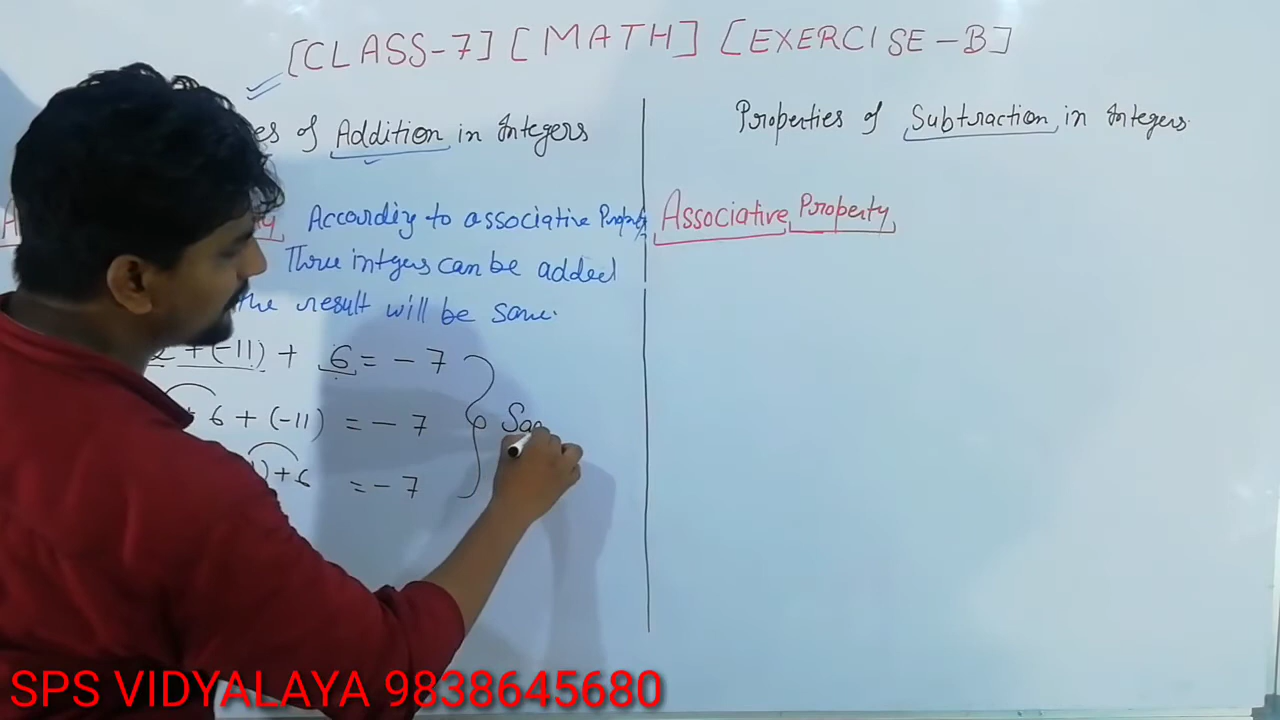 [CLASS-7] [MATH] [EXERCISE-B]
es of Addition in Integers
According to associative Property
Three intgers can be added
the result will be same.
2 + (-11) + 6 = - 7
+ 6 + (-11) = - 7
) + 6 = - 7
Sa
Properties of Subtraction in Integers
Associative Property
SPS VIDYALAYA 9838645680